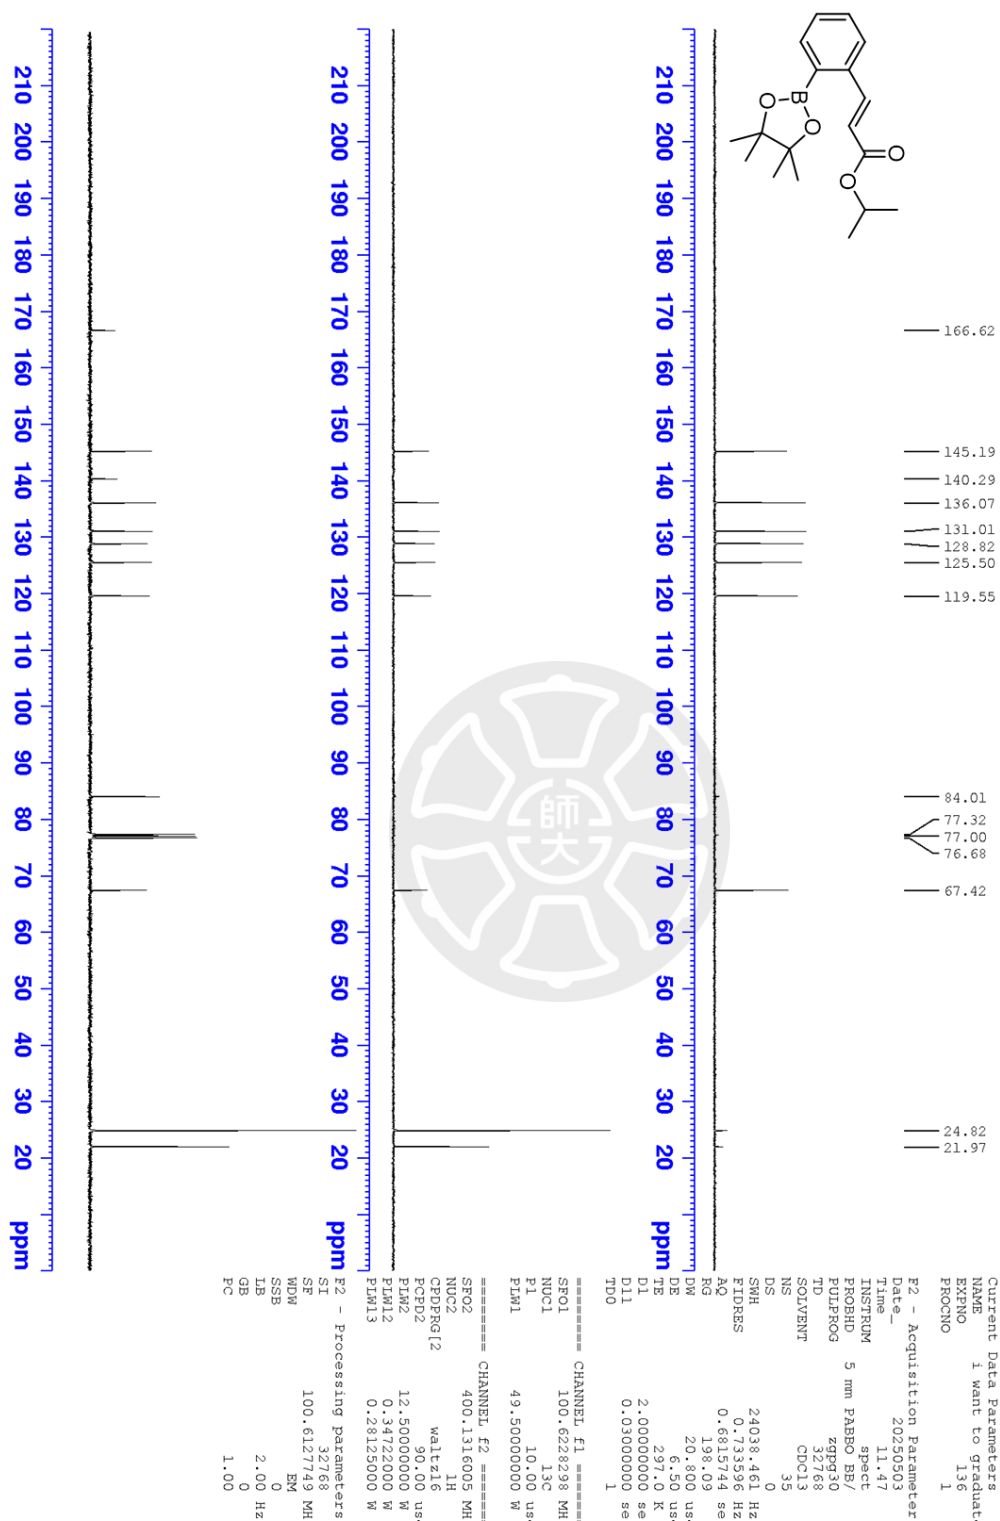 Current Data Parameters
NAME i want to graduat
EXPNO 136
PROCNO 1
F2 - Acquisition Parameter
Date_ 20250503
Time 11.47
INSTRUM spect
PROBHD 5 mm PABBO BB/
PULPROG zgpg30
TD 32768
SOLVENT CDCl3
NS 35
DS 0
SWH 24038.461 Hz
FIDRES 0.733596 Hz
AQ 0.6815744 se
RG 198.09
DW 20.800 us
DE 6.50 us
TE 297.0 K
D1 2.00000000 se
D11 0.03000000 se
TD0 1
======== CHANNEL f1 ========
SFO1 100.6228298 MH
NUC1 13C
P1 10.00 us
PLW1 49.50000000 W
======== CHANNEL f2 ========
SFO2 400.1316005 MH
NUC2 1H
CPDPRG[2 waltz16
PCPD2 90.00 us
PLW2 12.50000000 W
PLW12 0.34722000 W
PLW13 0.28125000 W
F2 - Processing parameters
SI 32768
SF 100.6127749 MH
WDW EM
SSB 0
LB 2.00 Hz
GB 0
PC 1.00
166.62
145.19
140.29
136.07
131.01
128.82
125.50
119.55
84.01
77.32
77.00
76.68
67.42
24.82
21.97
O
O
B
O
O
210 200 190 180 170 160 150 140 130 120 110 100 90 80 70 60 50 40 30 20 ppm
210 200 190 180 170 160 150 140 130 120 110 100 90 80 70 60 50 40 30 20 ppm
210 200 190 180 170 160 150 140 130 120 110 100 90 80 70 60 50 40 30 20 ppm
師大